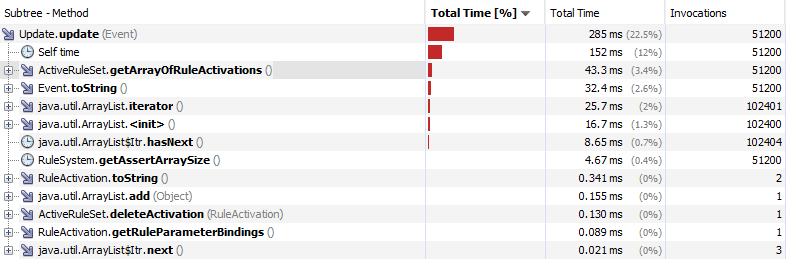 Subtree - Method Total Time [%] Total Time Invocations
Update.update (Event) 285 ms (22.5%) 51200
Self time 152 ms (12%) 51200
ActiveRuleSet.getArrayOfRuleActivations () 43.3 ms (3.4%) 51200
Event.toString () 32.4 ms (2.6%) 51200
java.util.ArrayList.iterator () 25.7 ms (2%) 102401
java.util.ArrayList.<init> () 16.7 ms (1.3%) 102400
java.util.ArrayList$Itr.hasNext () 8.65 ms (0.7%) 102404
RuleSystem.getAssertArraySize () 4.67 ms (0.4%) 51200
RuleActivation.toString () 0.341 ms (0%) 2
java.util.ArrayList.add (Object) 0.155 ms (0%) 1
ActiveRuleSet.deleteActivation (RuleActivation) 0.130 ms (0%) 1
RuleActivation.getRuleParameterBindings () 0.089 ms (0%) 1
java.util.ArrayList$Itr.next () 0.021 ms (0%) 3